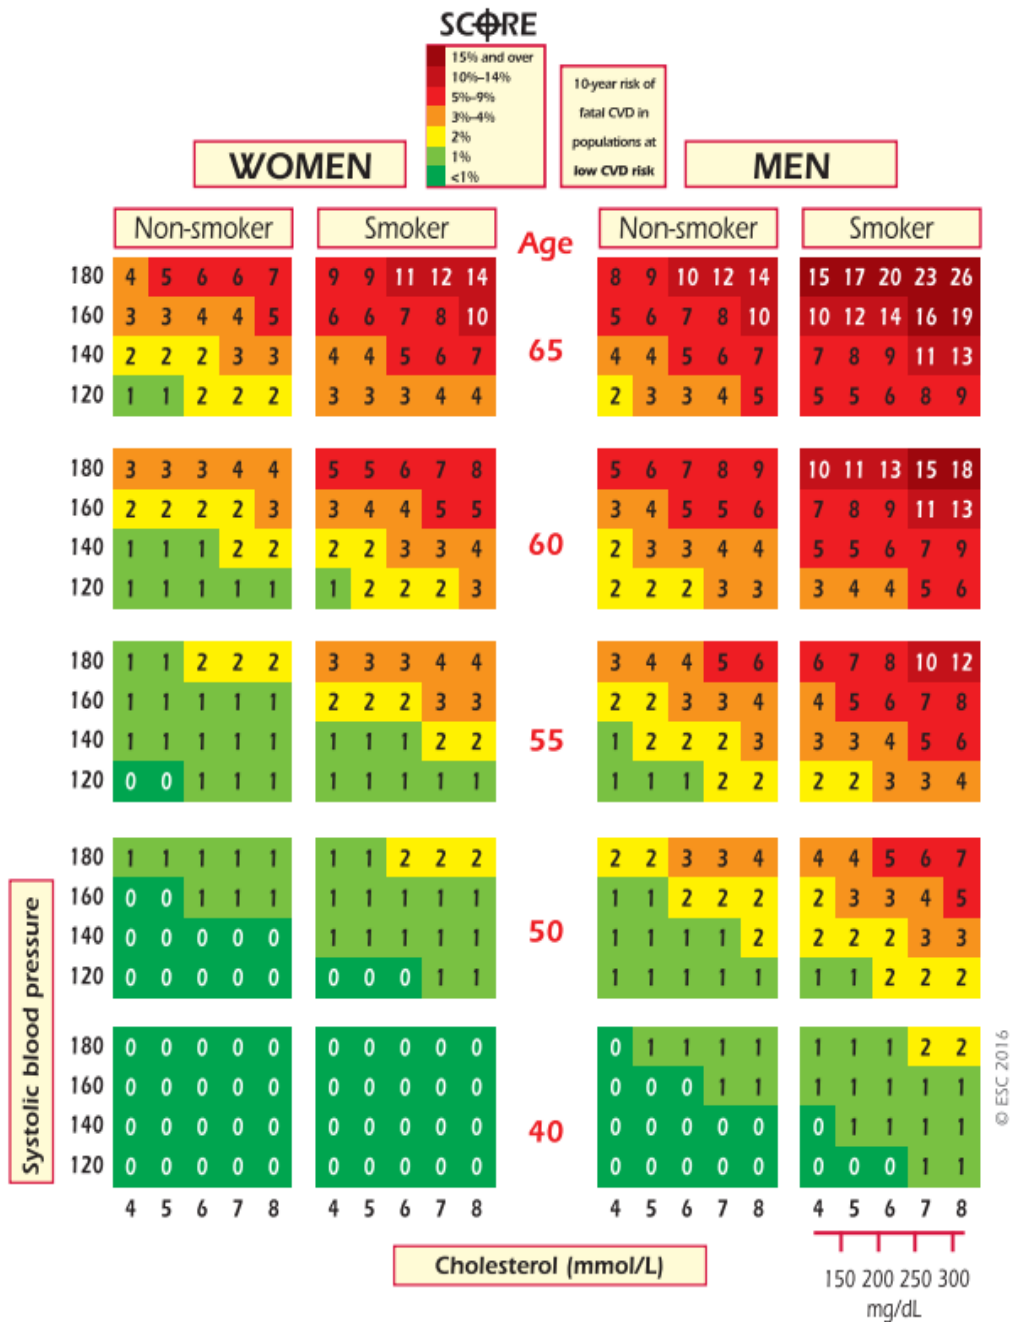 SCORE
15% and over
10%–14%
5%–9%
3%–4%
2%
1%
<1%
10-year risk of
fatal CVD in
populations at
low CVD risk
WOMEN
MEN
Non-smoker
Smoker
Age
Non-smoker
Smoker
180 4 5 6 6 7 9 9 11 12 14 8 9 10 12 14 15 17 20 23 26
160 3 3 4 4 5 6 6 7 8 10 5 6 7 8 10 10 12 14 16 19
65
140 2 2 2 3 3 4 4 5 6 7 4 4 5 6 7 7 8 9 11 13
120 1 1 2 2 2 3 3 3 4 4 2 3 3 4 5 5 5 6 8 9
180 3 3 3 4 4 5 5 6 7 8 5 6 7 8 9 10 11 13 15 18
160 2 2 2 2 3 3 4 4 5 5 3 4 5 5 6 7 8 9 11 13
60
140 1 1 1 2 2 2 2 3 3 4 2 3 3 4 4 5 5 6 7 9
120 1 1 1 1 1 1 2 2 2 3 2 2 2 3 3 3 4 4 5 6
180 1 1 2 2 2 3 3 3 4 4 3 4 4 5 6 6 7 8 10 12
160 1 1 1 1 1 2 2 2 3 3 2 2 3 3 4 4 5 6 7 8
55
140 1 1 1 1 1 1 1 1 2 2 1 2 2 2 3 3 3 4 5 6
120 0 0 1 1 1 1 1 1 1 1 1 1 1 2 2 2 2 3 3 4
180 1 1 1 1 1 1 1 2 2 2 2 2 3 3 4 4 4 5 6 7
160 0 0 1 1 1 1 1 1 1 1 1 1 2 2 2 2 3 3 4 5
50
140 0 0 0 0 0 1 1 1 1 1 1 1 1 1 2 2 2 2 3 3
120 0 0 0 0 0 0 0 0 1 1 1 1 1 1 1 1 1 2 2 2
180 0 0 0 0 0 0 0 0 0 0 0 1 1 1 1 1 1 1 2 2
160 0 0 0 0 0 0 0 0 0 0 0 0 0 1 1 1 1 1 1 1
40
140 0 0 0 0 0 0 0 0 0 0 0 0 0 0 0 0 1 1 1 1
120 0 0 0 0 0 0 0 0 0 0 0 0 0 0 0 0 0 0 1 1
4 5 6 7 8 4 5 6 7 8 4 5 6 7 8 4 5 6 7 8
Systolic blood pressure
Cholesterol (mmol/L)
150 200 250 300
mg/dL
© ESC 2016